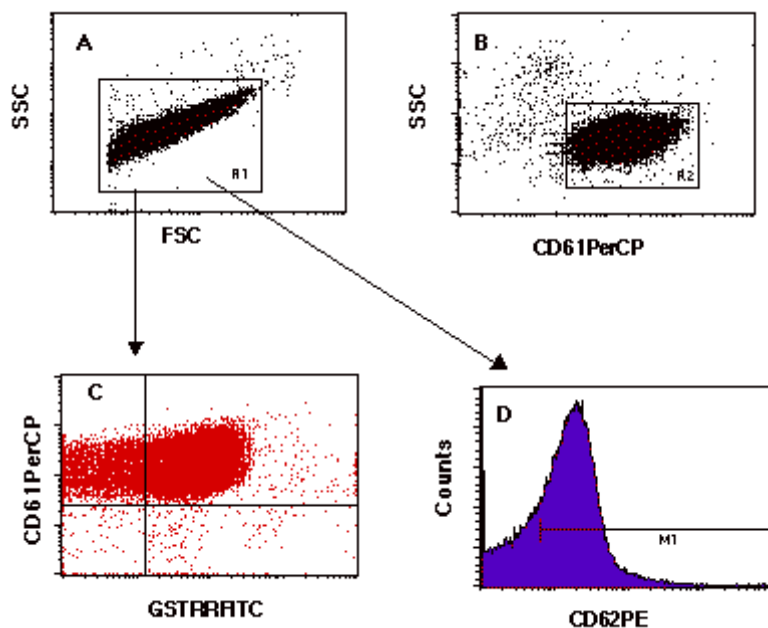 A
SSC
R1
FSC
B
SSC
R2
CD61PerCP
C
CD61PerCP
GSTRRFITC
D
Counts
M1
CD62PE